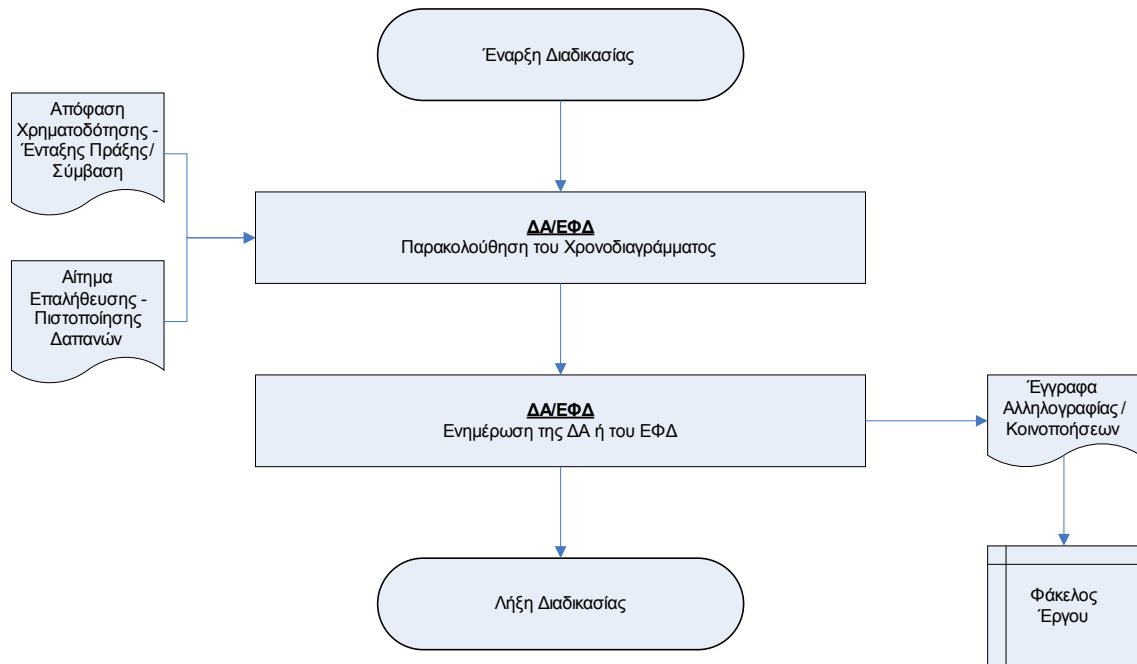 Έναρξη Διαδικασίας
Απόφαση
Χρηματοδότησης -
Ένταξης Πράξης/
Σύμβαση
ΔΑ/ΕΦΔ
Παρακολούθηση του Χρονοδιαγράμματος
Αίτημα
Επαλήθευσης -
Πιστοποίησης
Δαπανών
ΔΑ/ΕΦΔ
Ενημέρωση της ΔΑ ή του ΕΦΔ
Έγγραφα
Αλληλογραφίας /
Κοινοποιήσεων
Λήξη Διαδικασίας
Φάκελος
Έργου